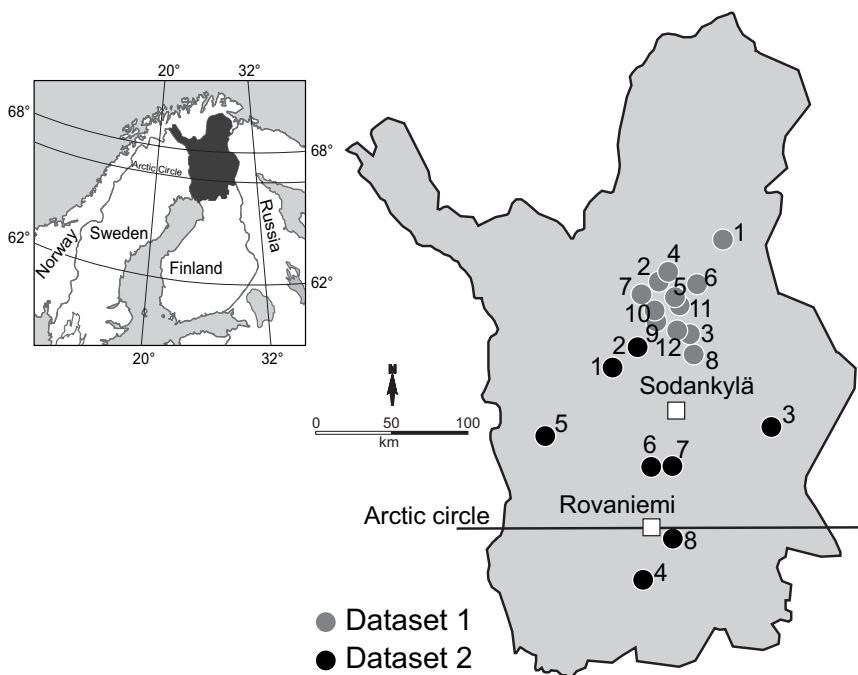 20°
32°
68°
68°
Arctic Circle
62°
Norway
Sweden
Russia
Finland
62°
20°
32°
N
0 50 100
km
1
4
2
6
7
5
10
11
9
12
3
2
8
1
Sodankylä
5
3
6
7
Rovaniemi
Arctic circle
8
4
Dataset 1
Dataset 2